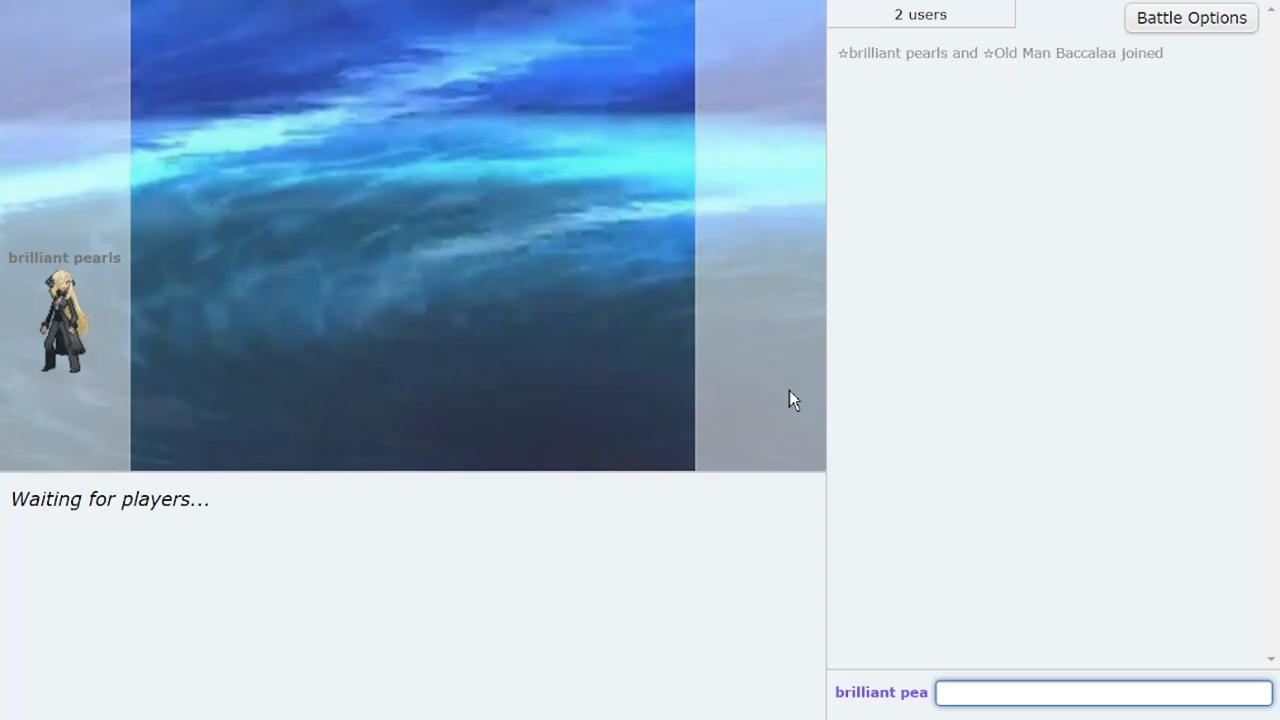 2 users
Battle Options
☆brilliant pearls and ☆Old Man Baccalaa joined
brilliant pearls
Waiting for players...
brilliant pea